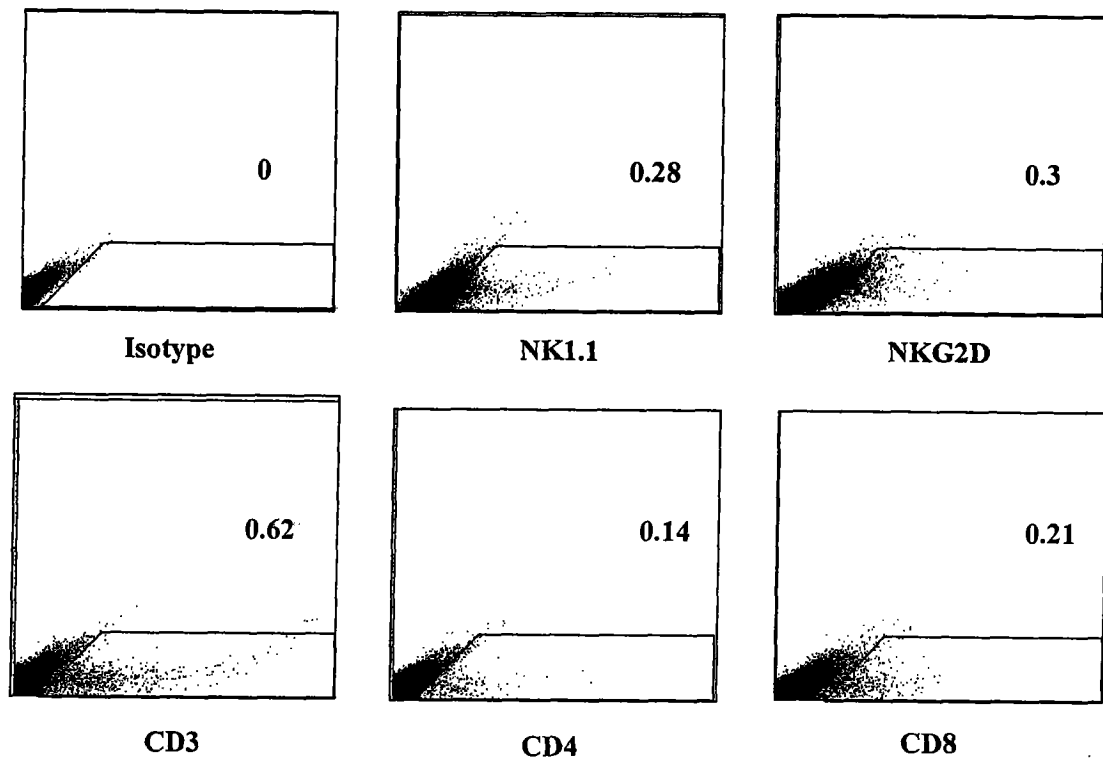 0
0.28
0.3
Isotype
NK1.1
NKG2D
0.62
0.14
0.21
CD3
CD4
CD8